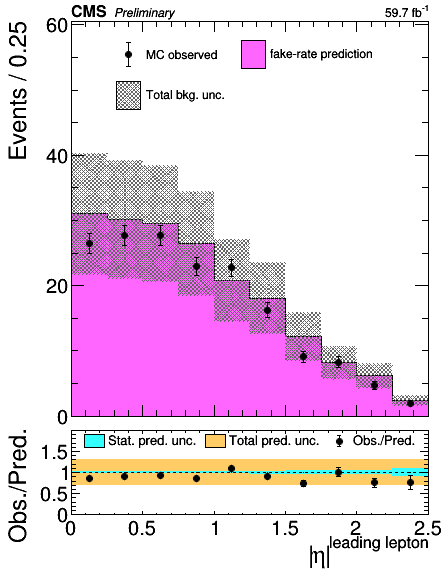 CMS Preliminary 59.7 fb⁻¹
Events / 0.25
MC observed fake-rate prediction
Total bkg. unc.
60
40
20
0
Obs./Pred.
Stat. pred. unc. Total pred. unc. Obs./Pred.
1.5
1
0.5
0
0 0.5 1 1.5 2 2.5
|η|leading lepton